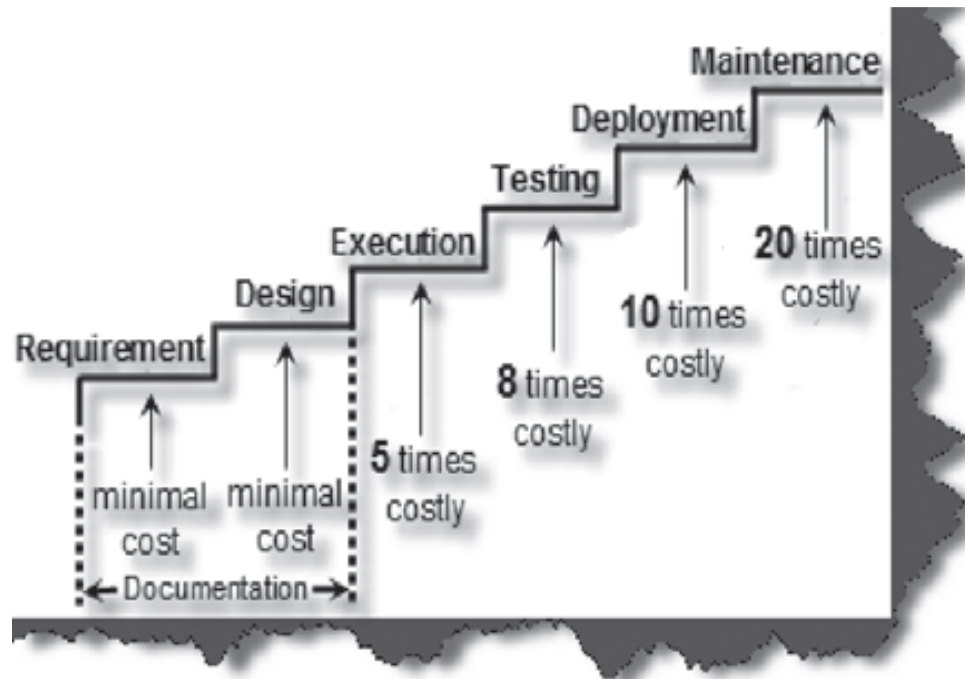 Maintenance
Deployment
Testing
Execution
Design
Requirement
20 times
costly
10 times
costly
8 times
costly
5 times
costly
minimal
cost
minimal
cost
Documentation